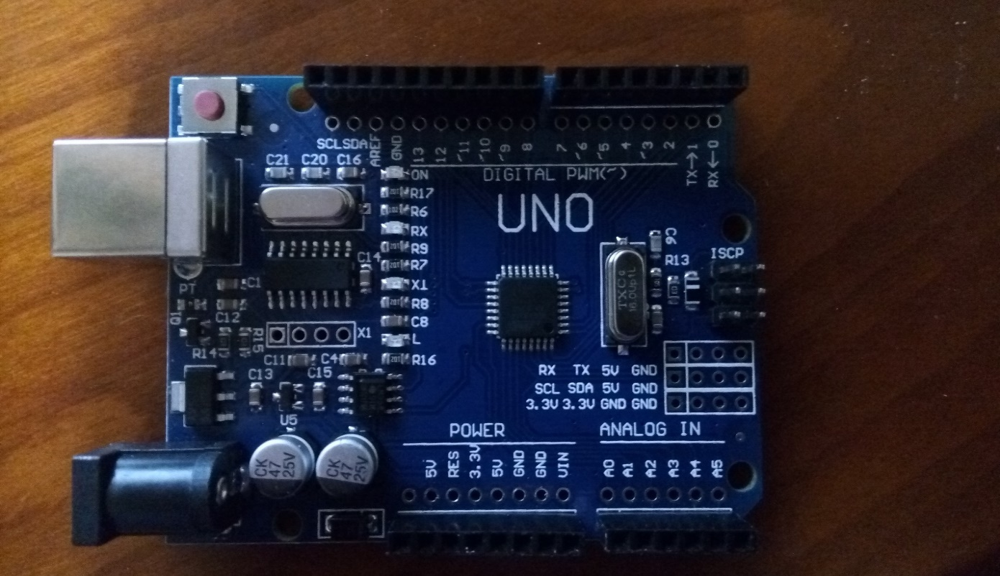 SCL SDA AREF GND 13 12 ~11 ~10 ~9 8 7 ~6 ~5 4 ~3 2 TX→1 RX←0
DIGITAL PWM(~)
C21 C20 C16
ON
R17
R6
RX
R9
R7
X1
R8
C8
L
R16
UNO
C14
C6
R13
ISCP
TXC
PT
C1
C12
Q1
R14
R15
X1
C11 C4
C13 C15
U5
RX TX 5V GND
SCL SDA 5V GND
3.3V 3.3V GND GND
POWER
ANALOG IN
5V RES 3.3V 5V GND GND VIN
A0 A1 A2 A3 A4 A5
CK
47
25V
CK
47
25V